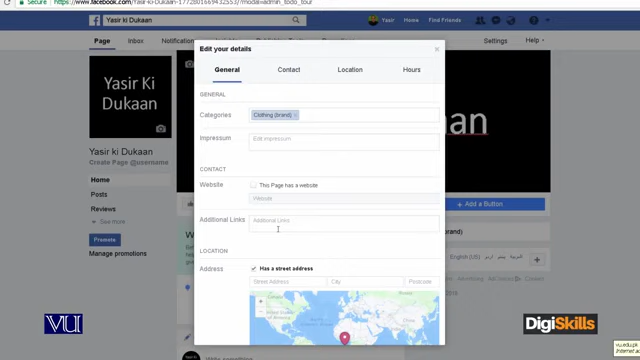 Secure https://www.facebook.com/Yasir-Ki-Dukaan-1772801669432553/?modal=admin_todo_tour
Yasir ki Dukaan
Yasir Home Find Friends
Page Inbox Settings Help
Edit your details
General Contact Location Hours
GENERAL
Categories Clothing (brand)
Impressum Edit Impressum
CONTACT
Website This Page has a website
Website
Additional Links Additional Links
LOCATION
Address Has a street address
Street Address City Postcode
Yasir Ki
Dukaan
Yasir ki Dukaan
Create Page @username
Home
Posts
Reviews
See more
Promote
Manage promotions
+ Add a Button
English (UK)
VU
DigiSkills
vu.edu.pk